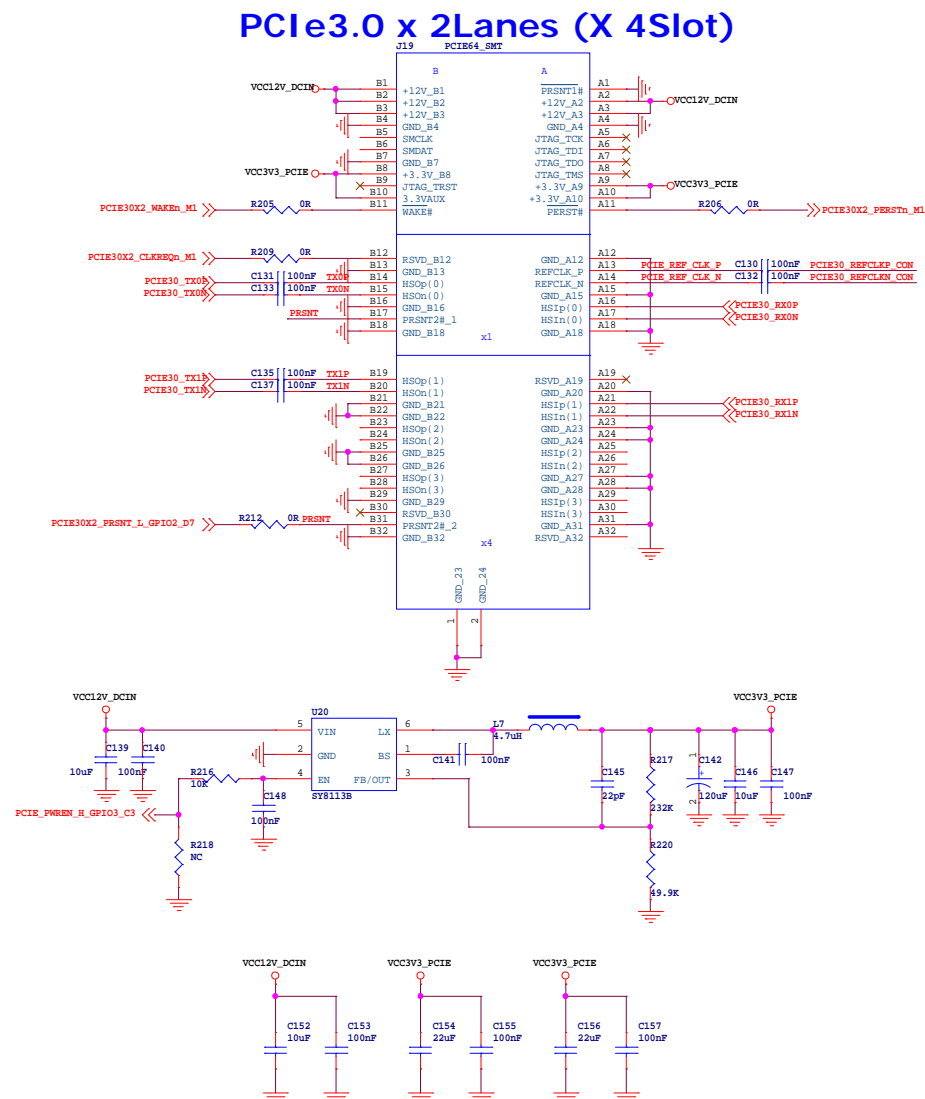 PCIe3.0 x 2Lanes (X 4Slot)
J19 PCIE64_SMT
B A
VCC12V_DCIN B1 +12V_B1 PRSNT1# A1
B2 +12V_B2 +12V_A2 A2 VCC12V_DCIN
B3 +12V_B3 +12V_A3 A3
B4 GND_B4 GND_A4 A4
B5 SMCLK JTAG_TCK A5
B6 SMDAT JTAG_TDI A6
B7 GND_B7 JTAG_TDO A7
VCC3V3_PCIE B8 +3.3V_B8 JTAG_TMS A8
B9 JTAG_TRST +3.3V_A9 A9 VCC3V3_PCIE
B10 3.3VAUX +3.3V_A10 A10
PCIE30X2_WAKEn_M1 R205 0R B11 WAKE# PERST# A11 R206 0R PCIE30X2_PERSTn_M1
PCIE30X2_CLKREQn_M1 R209 0R B12 RSVD_B12 GND_A12 A12
B13 GND_B13 REFCLK_P A13 PCIE_REF_CLK_P C130 100nF PCIE30_REFCLKP_CON
PCIE30_TX0P C131 100nF TX0P B14 HSOp(0) REFCLK_N A14 PCIE_REF_CLK_N C132 100nF PCIE30_REFCLKN_CON
PCIE30_TX0N C133 100nF TX0N B15 HSOn(0) GND_A15 A15
B16 GND_B16 HSIp(0) A16 PCIE30_RX0P
PRSNT B17 PRSNT2#_1 HSIn(0) A17 PCIE30_RX0N
B18 GND_B18 GND_A18 A18
x1
PCIE30_TX1P C135 100nF TX1P B19 HSOp(1) RSVD_A19 A19
PCIE30_TX1N C137 100nF TX1N B20 HSOn(1) GND_A20 A20
B21 GND_B21 HSIp(1) A21 PCIE30_RX1P
B22 GND_B22 HSIn(1) A22 PCIE30_RX1N
B23 HSOp(2) GND_A23 A23
B24 HSOn(2) GND_A24 A24
B25 GND_B25 HSIp(2) A25
B26 GND_B26 HSIn(2) A26
B27 HSOp(3) GND_A27 A27
B28 HSOn(3) GND_A28 A28
B29 GND_B29 HSIp(3) A29
B30 RSVD_B30 HSIn(3) A30
PCIE30X2_PRSNT_L_GPIO2_D7 R212 0R PRSNT B31 PRSNT2#_2 GND_A31 A31
B32 GND_B32 RSVD_A32 A32
x4
GND_23 GND_24
1 2
VCC12V_DCIN VCC3V3_PCIE
U20
5 VIN LX 6 L7 4.7uH
2 GND BS 1 C141 100nF
4 EN FB/OUT 3
SY8113B
C139 10uF
C140 100nF
R216 10K
C148 100nF
PCIE_PWREN_H_GPIO3_C3
R218 NC
C145 22pF
R217 232K
1 + 2 C142 120uF
C146 10uF
C147 100nF
R220 49.9K
VCC12V_DCIN VCC3V3_PCIE VCC3V3_PCIE
C152 C153 C154 C155 C156 C157
10uF 100nF 22uF 100nF 22uF 100nF